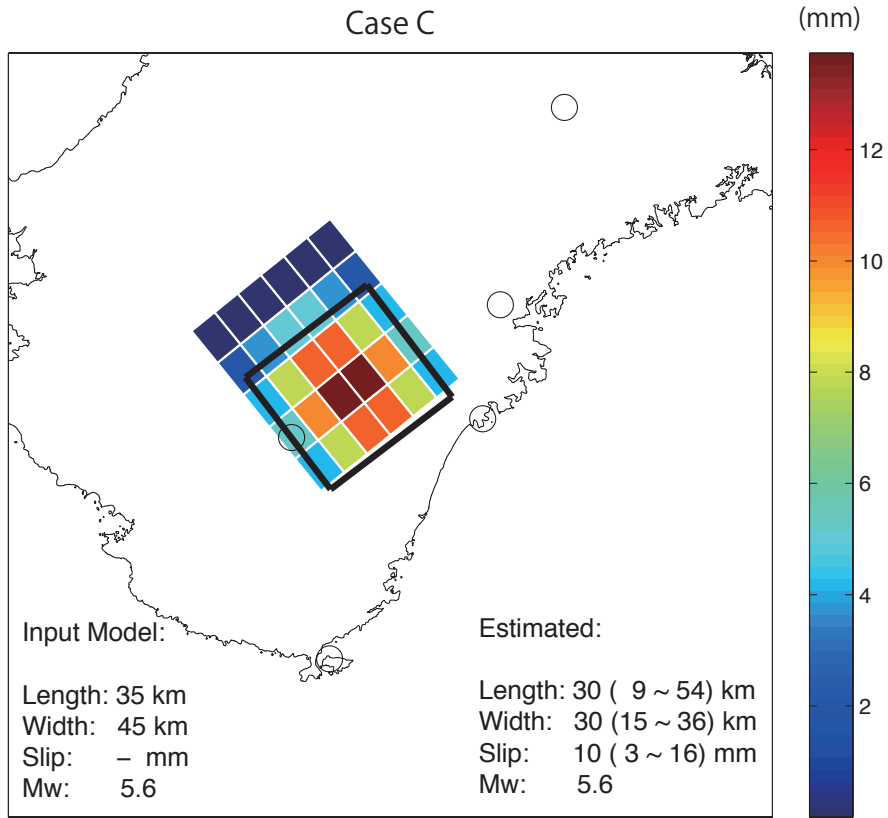 Case C
(mm)
12
10
8
6
4
2
Input Model:
Length: 35 km
Width: 45 km
Slip: – mm
Mw: 5.6
Estimated:
Length: 30 ( 9 ~ 54) km
Width: 30 (15 ~ 36) km
Slip: 10 ( 3 ~ 16) mm
Mw: 5.6